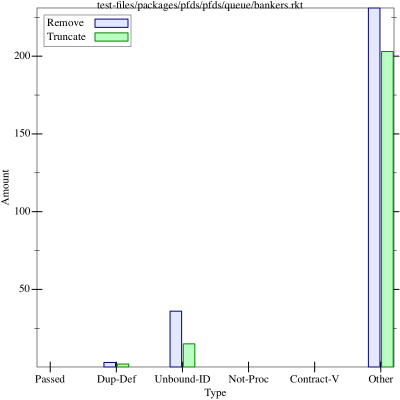 test-files/packages/pfds/pfds/queue/bankers.rkt
Remove
Truncate
200
150
100
50
Amount
Passed Dup-Def Unbound-ID Not-Proc Contract-V Other
Type